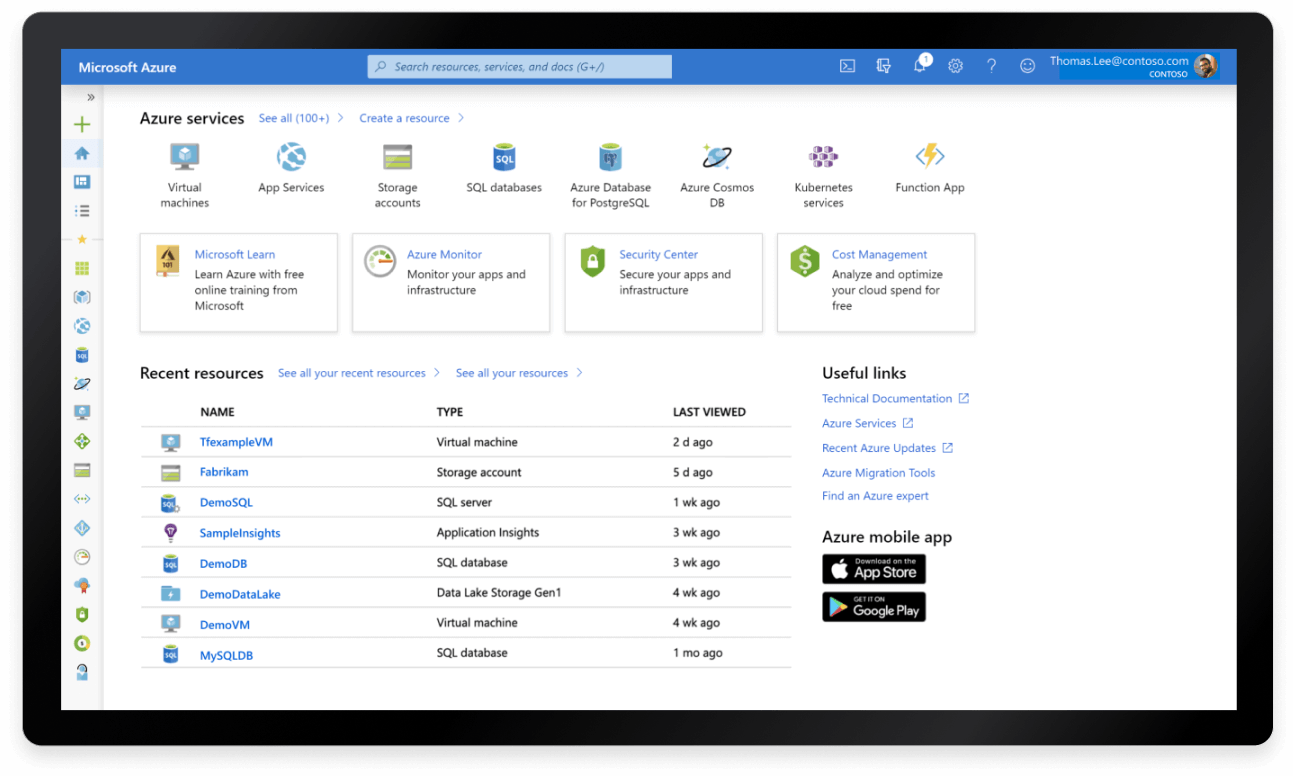 Microsoft Azure
Search resources, services, and docs (G+/)
1
Thomas.Lee@contoso.com
CONTOSO
Azure services
See all (100+)
Create a resource
Virtual
machines
App Services
Storage
accounts
SQL
SQL databases
Azure Database
for PostgreSQL
Azure Cosmos
DB
Kubernetes
services
Function App
101
Microsoft Learn
Learn Azure with free
online training from
Microsoft
Azure Monitor
Monitor your apps and
infrastructure
Security Center
Secure your apps and
infrastructure
$
Cost Management
Analyze and optimize
your cloud spend for
free
Recent resources
See all your recent resources
See all your resources
NAME TYPE LAST VIEWED
TfexampleVM Virtual machine 2 d ago
Fabrikam Storage account 5 d ago
SQL DemoSQL SQL server 1 wk ago
SampleInsights Application Insights 3 wk ago
SQL DemoDB SQL database 3 wk ago
DemoDataLake Data Lake Storage Gen1 4 wk ago
DemoVM Virtual machine 4 wk ago
SQL MySQLDB SQL database 1 mo ago
Useful links
Technical Documentation
Azure Services
Recent Azure Updates
Azure Migration Tools
Find an Azure expert
Azure mobile app
Download on the
App Store
GET IT ON
Google Play